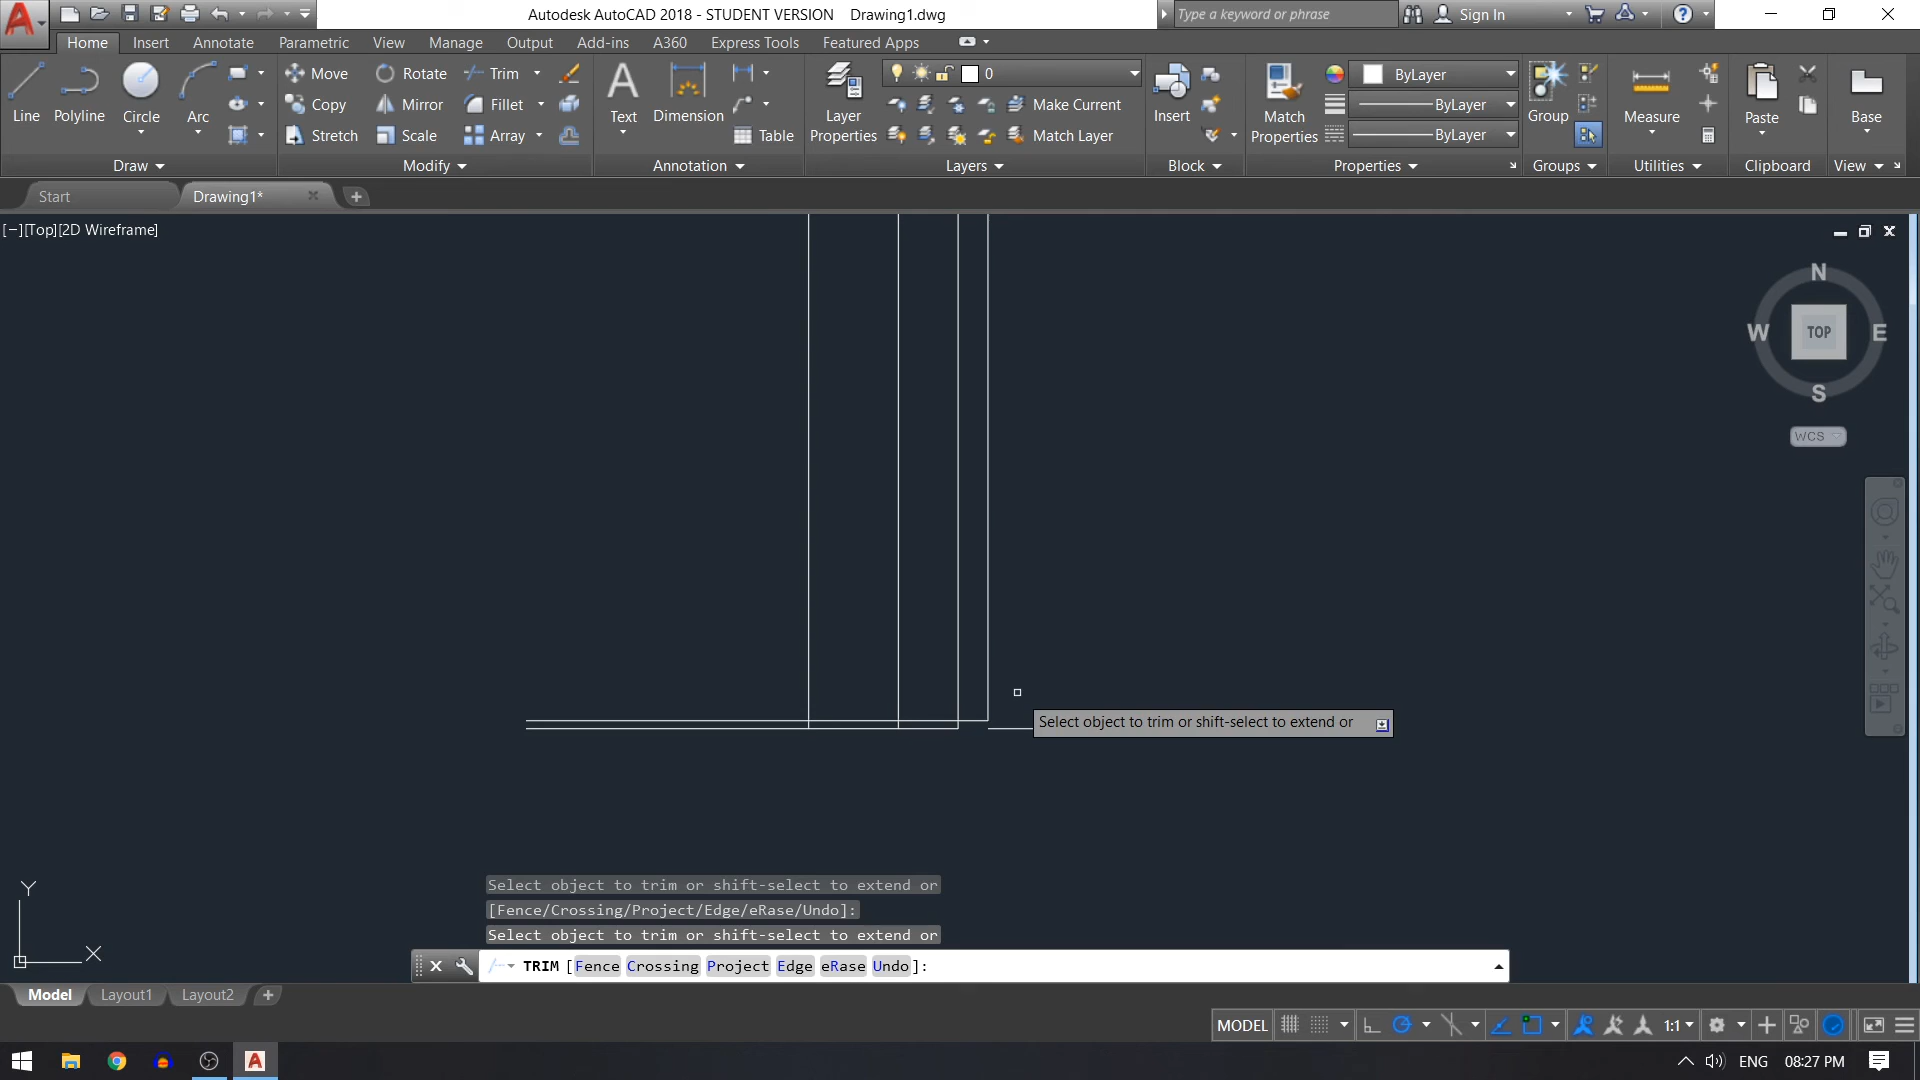 Autodesk AutoCAD 2018 - STUDENT VERSION Drawing1.dwg
Type a keyword or phrase
Sign In
Home Insert Annotate Parametric View Manage Output Add-ins A360 Express Tools Featured Apps
Line Polyline Circle Arc
Move Rotate Trim
Copy Mirror Fillet
Stretch Scale Array
Text Dimension Table
Layer Properties
0
Make Current
Match Layer
Insert
Match Properties
ByLayer
ByLayer
ByLayer
Group
Measure
Paste
Base
Draw Modify Annotation Layers Block Properties Groups Utilities Clipboard View
Start Drawing1*
[−][Top][2D Wireframe]
N
W TOP E
S
WCS
Select object to trim or shift-select to extend or
Y
X
Select object to trim or shift-select to extend or
[Fence/Crossing/Project/Edge/eRase/Undo]:
Select object to trim or shift-select to extend or
TRIM [Fence Crossing Project Edge eRase Undo]:
Model Layout1 Layout2
MODEL 1:1
ENG 08:27 PM